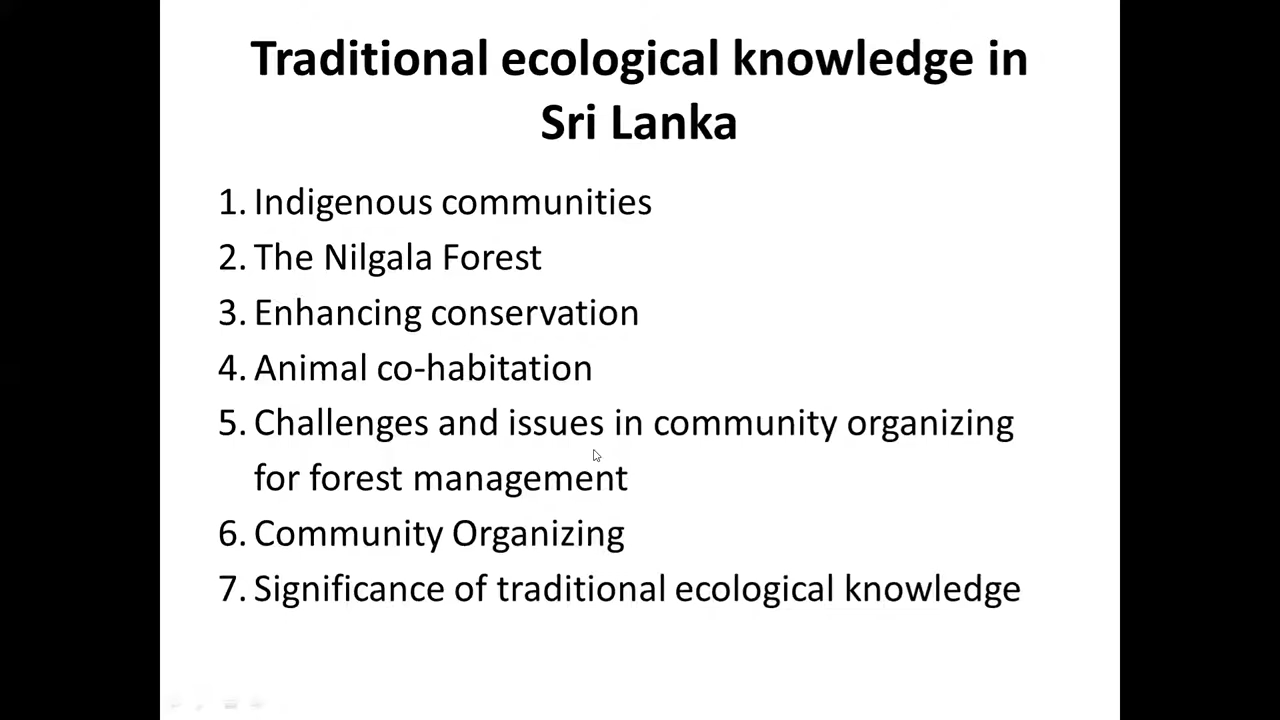 Traditional ecological knowledge in
Sri Lanka
1. Indigenous communities
2. The Nilgala Forest
3. Enhancing conservation
4. Animal co-habitation
5. Challenges and issues in community organizing
for forest management
6. Community Organizing
7. Significance of traditional ecological knowledge